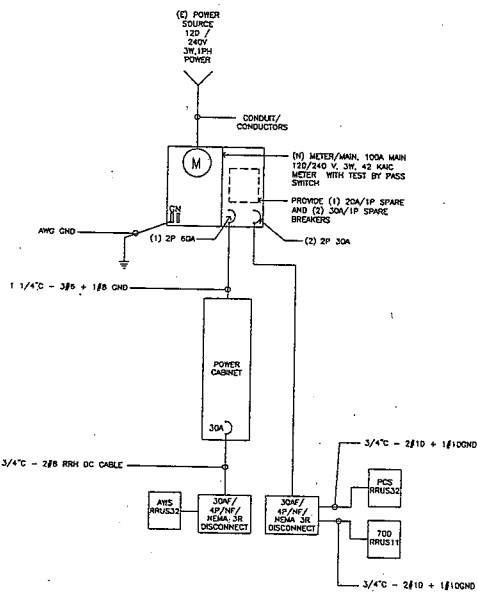 (E) POWER
SOURCE
120 /
240V
3W,1PH
POWER
CONDUIT/
CONDUCTORS
M
(N) METER/MAIN, 100A MAIN
120/240 V, 3W, 42 KAIC
METER WITH TEST BY PASS
SWITCH
PROVIDE (1) 20A/1P SPARE
AND (2) 30A/1P SPARE
BREAKERS
GN
AWG GND
(1) 2P 60A
(2) 2P 30A
1 1/4"C - 3#6 + 1#8 GND
POWER
CABINET
30A
3/4"C - 2#8 RRH DC CABLE
3/4"C - 2#10 + 1#10GND
AWS
RRUS32
30AF/
4P/NF/
NEMA 3R
DISCONNECT
30AF/
4P/NF/
NEMA 3R
DISCONNECT
PCS
RRUS32
700
RRUS11
3/4"C - 2#10 + 1#10GND